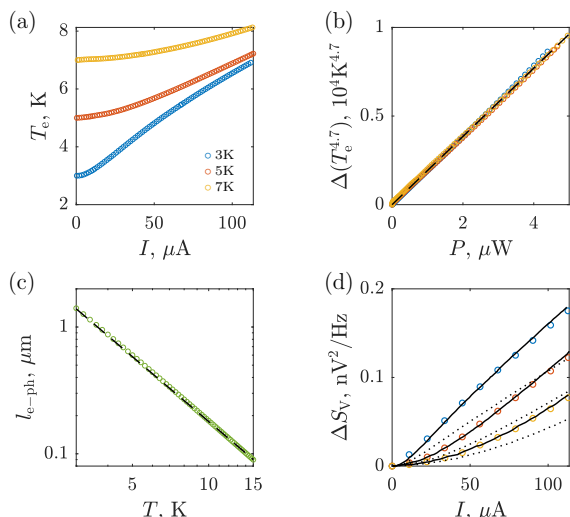 (a)
8
6
4
2
T_e, K
0
50
100
I, μA
3K
5K
7K
(b)
1
0.5
0
Δ(T_e^4.7), 10^4K^4.7
0
2
4
P, μW
(c)
1
0.1
l_e−ph, μm
5
10
15
T, K
(d)
0.2
0.1
0
ΔS_V, nV^2/Hz
0
50
100
I, μA